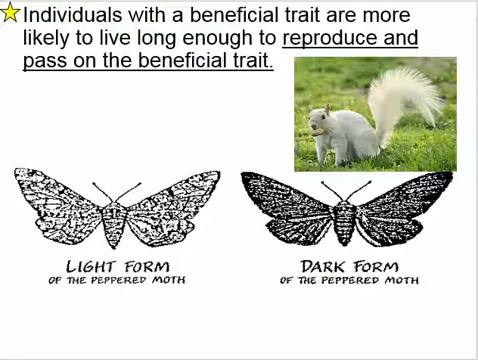 Individuals with a beneficial trait are more
likely to live long enough to reproduce and
pass on the beneficial trait.
LIGHT FORM
OF THE PEPPERED MOTH
DARK FORM
OF THE PEPPERED MOTH